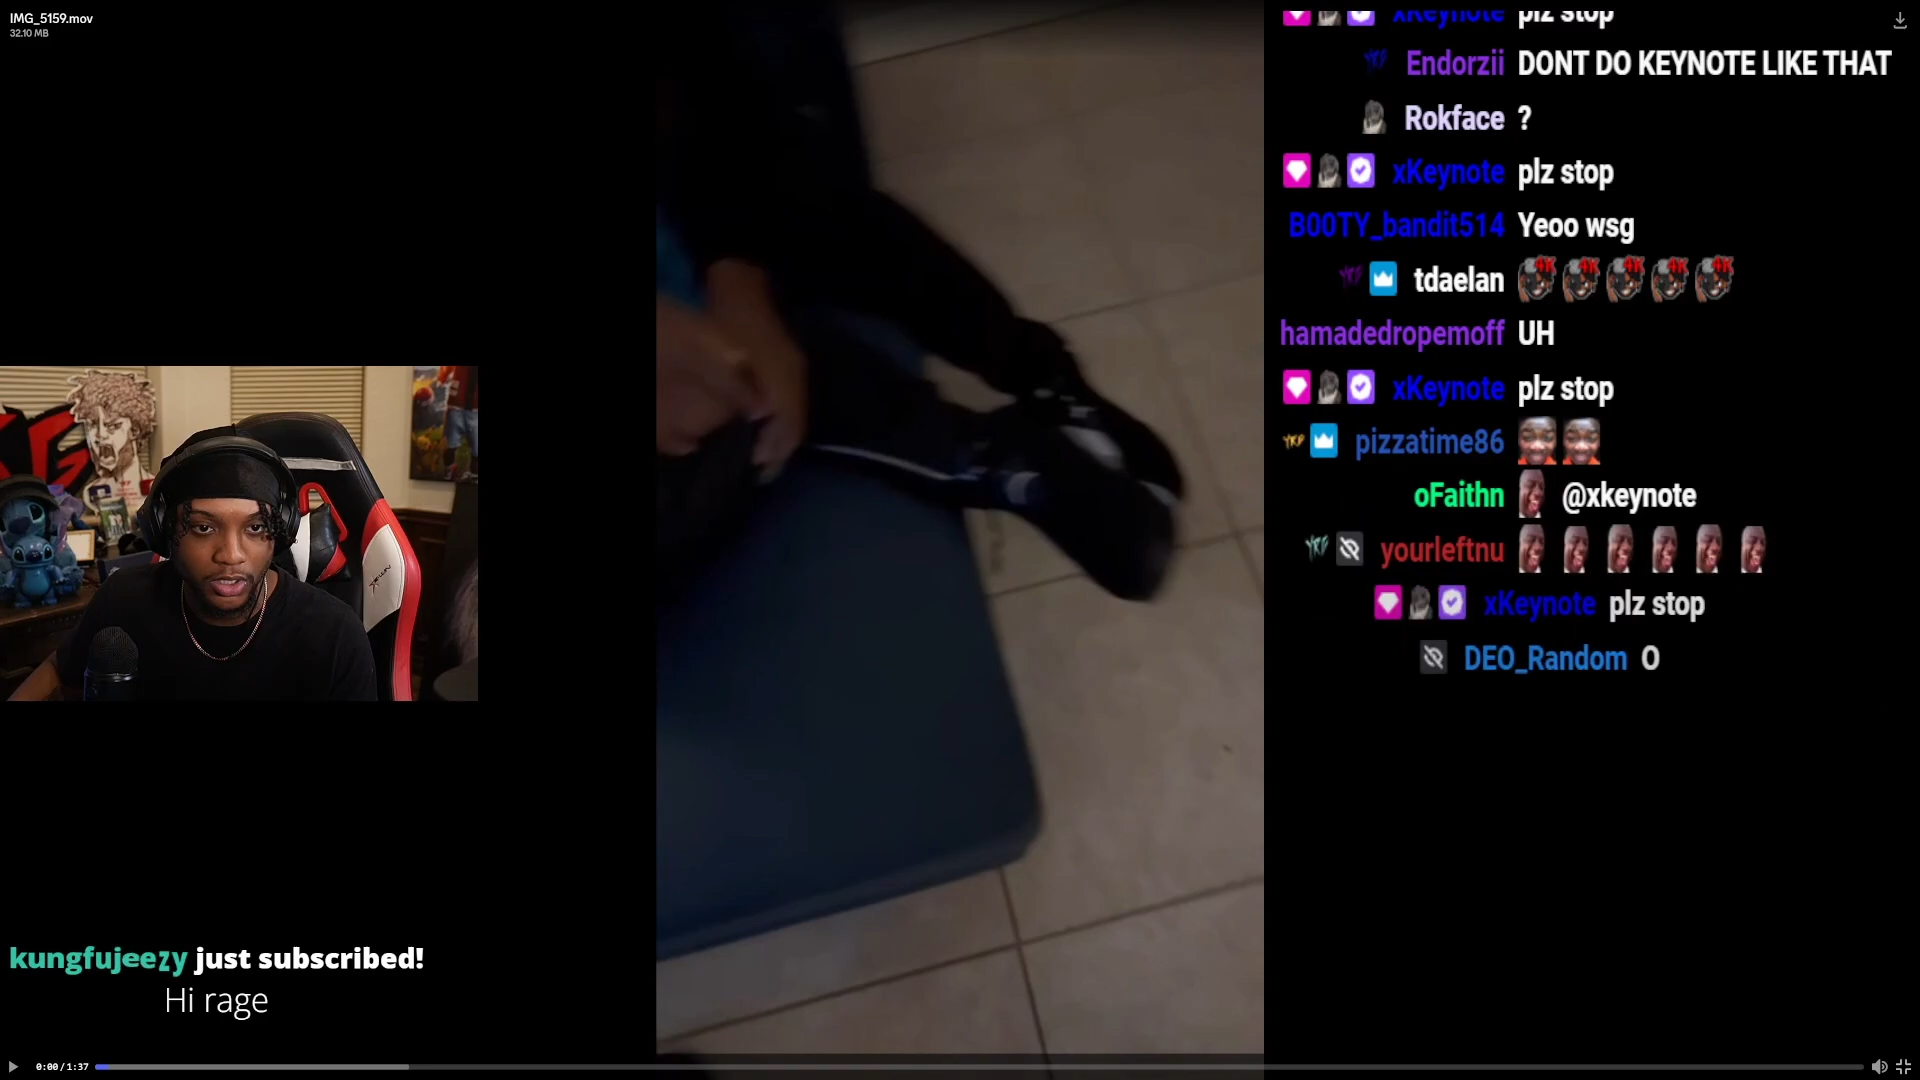 IMG_5159.mov
32.10 MB
xKeynote plz stop
Endorzii DONT DO KEYNOTE LIKE THAT
Rokface ?
xKeynote plz stop
B00TY_bandit514 Yeoo wsg
tdaelan
hamadedropemoff UH
xKeynote plz stop
pizzatime86
oFaithn @xkeynote
yourleftnu
xKeynote plz stop
DEO_Random O
kungfujeezy just subscribed!
Hi rage
0:00 / 1:37